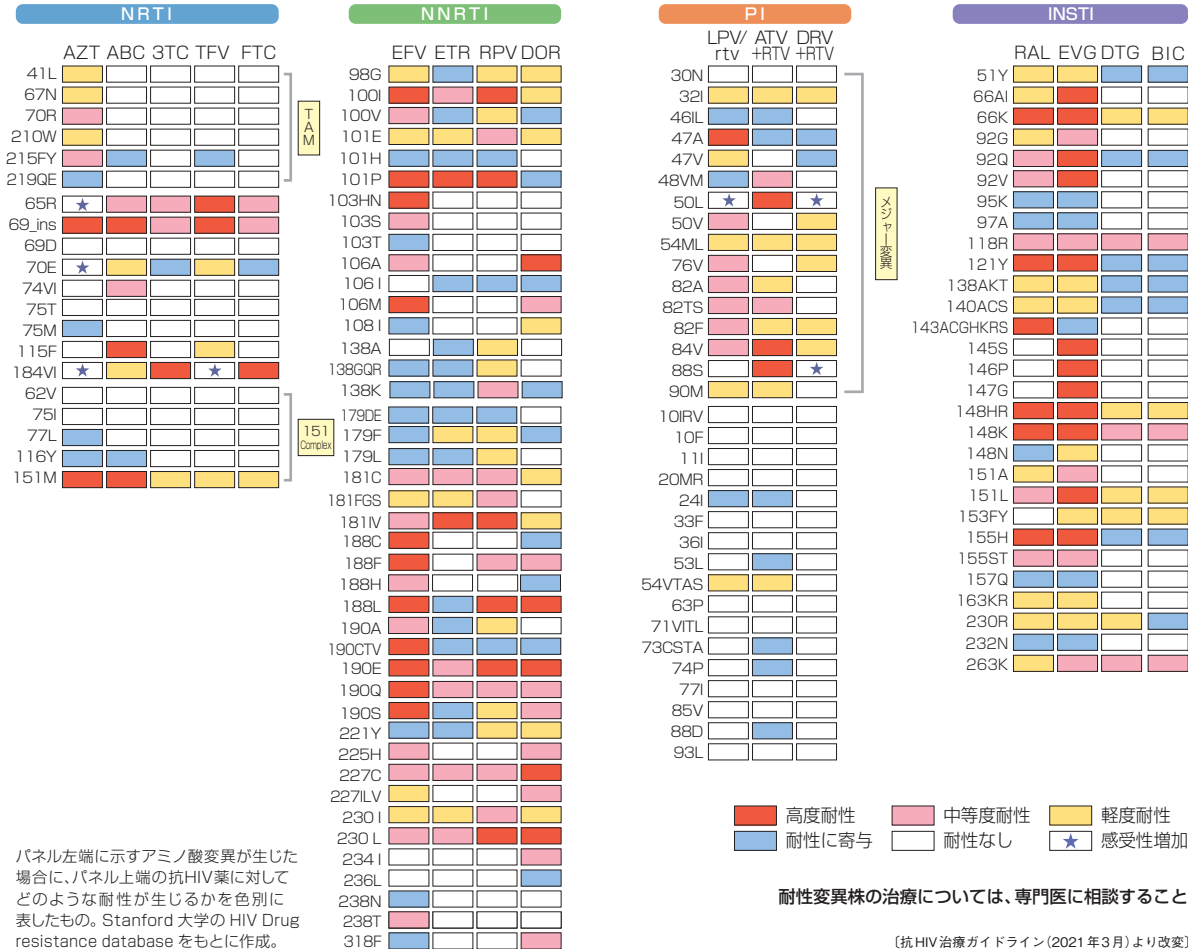 NRTI
AZT ABC 3TC TFV FTC
41L
67N
70R
210W
215FY
219QE
TAM
65R ★
69_ins
69D
70E ★
74VI
75T
75M
115F
184VI ★ ★
62V
75I
77L
116Y
151M
151
Complex
NNRTI
EFV ETR RPV DOR
98G
100I
100V
101E
101H
101P
103HN
103S
103T
106A
106I
106M
108I
138A
138GQR
138K
179DE
179F
179L
181C
181FGS
181IV
188C
188F
188H
188L
190A
190CTV
190E
190Q
190S
221Y
225H
227C
227ILV
230I
230L
234I
236L
238N
238T
318F
PI
LPV/rtv ATV+RTV DRV+RTV
30N
32I
46IL
47A
47V
48VM
50L ★ ★
50V
54ML
76V
82A
82TS
82F
84V
88S ★
90M
メジャー変異
10IRV
10F
11I
20MR
24I
33F
36I
53L
54VTAS
63P
71VITL
73CSTA
74P
77I
85V
88D
93L
INSTI
RAL EVG DTG BIC
51Y
66AI
66K
92G
92Q
92V
95K
97A
118R
121Y
138AKT
140ACS
143ACGHKRS
145S
146P
147G
148HR
148K
148N
151A
151L
153FY
155H
155ST
157Q
163KR
230R
232N
263K
高度耐性 中等度耐性 軽度耐性
耐性に寄与 耐性なし ★ 感受性増加
パネル左端に示すアミノ酸変異が生じた
場合に、パネル上端の抗HIV薬に対して
どのような耐性が生じるかを色別に
表したもの。Stanford 大学の HIV Drug
resistance database をもとに作成。
耐性変異株の治療については、専門医に相談すること
〔抗HIV治療ガイドライン(2021年3月)より改変〕